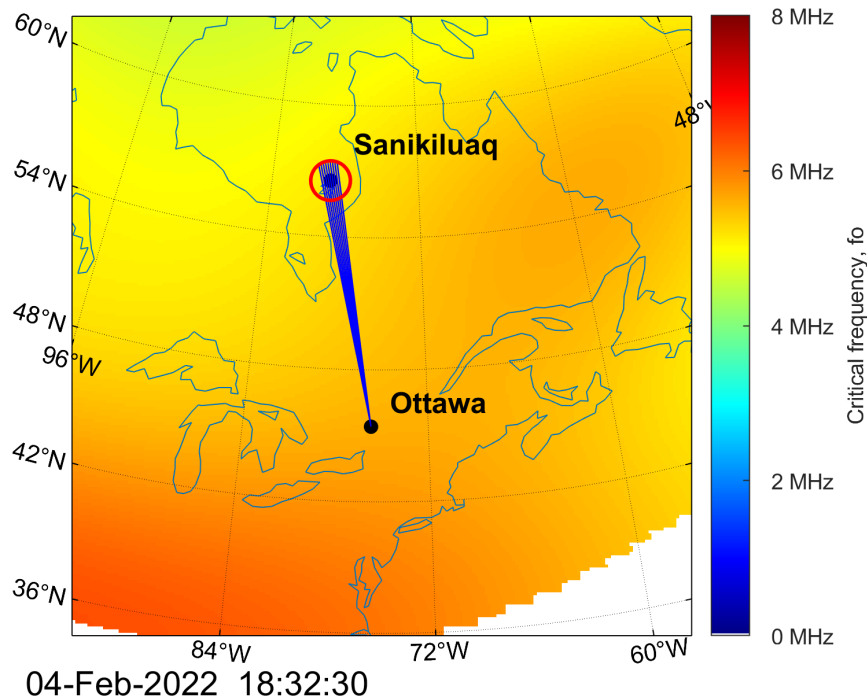 60°N
8 MHz
48°W
Sanikiluaq
6 MHz
54°N
Critical frequency, fo
4 MHz
48°N
96°W
Ottawa
2 MHz
42°N
36°N
0 MHz
84°W
72°W
60°W
04-Feb-2022 18:32:30